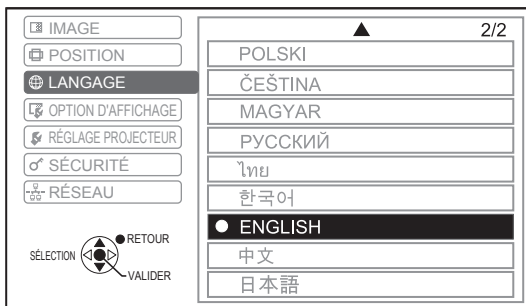 IMAGE
POSITION
LANGAGE
OPTION D'AFFICHAGE
RÉGLAGE PROJECTEUR
SÉCURITÉ
RÉSEAU
RETOUR
SÉLECTION
VALIDER
2/2
POLSKI
ČEŠTINA
MAGYAR
РУССКИЙ
ไทย
한국어
ENGLISH
中文
日本語